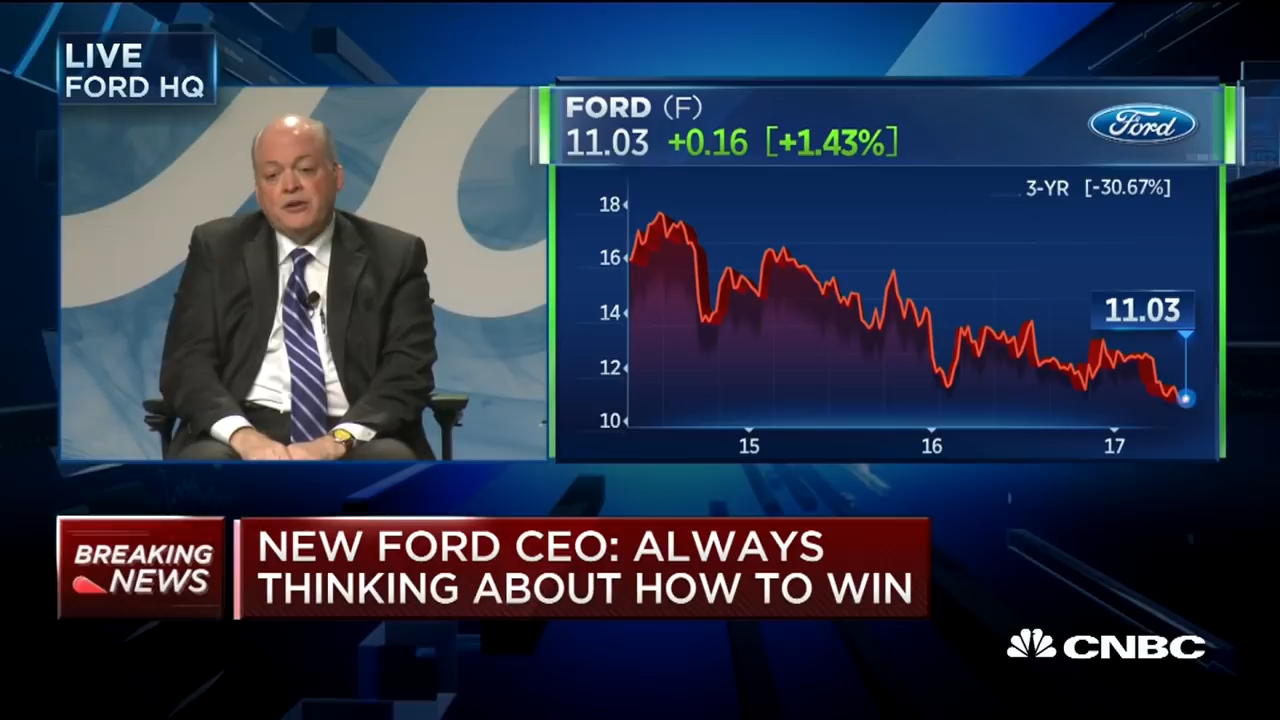 LIVE
FORD HQ
FORD (F)
11.03 +0.16 [+1.43%]
Ford
3-YR [-30.67%]
18
16
14
12
10
11.03
15 16 17
BREAKING
NEWS
NEW FORD CEO: ALWAYS
THINKING ABOUT HOW TO WIN
CNBC